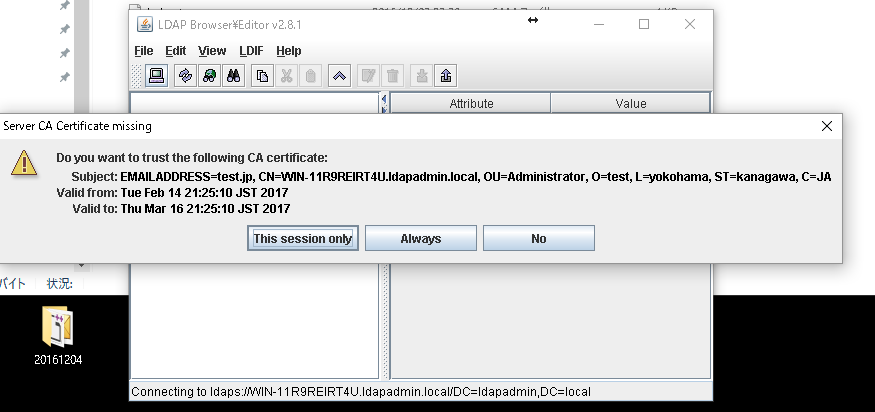 LDAP Browser¥Editor v2.8.1
File Edit View LDIF Help
Attribute Value
Server CA Certificate missing
Do you want to trust the following CA certificate:
Subject: EMAILADDRESS=test.jp, CN=WIN-11R9REIRT4U.ldapadmin.local, OU=Administrator, O=test, L=yokohama, ST=kanagawa, C=JA
Valid from: Tue Feb 14 21:25:10 JST 2017
Valid to: Thu Mar 16 21:25:10 JST 2017
This session only Always No
バイト 状況:
20161204
Connecting to ldaps://WIN-11R9REIRT4U.ldapadmin.local/DC=ldapadmin,DC=local